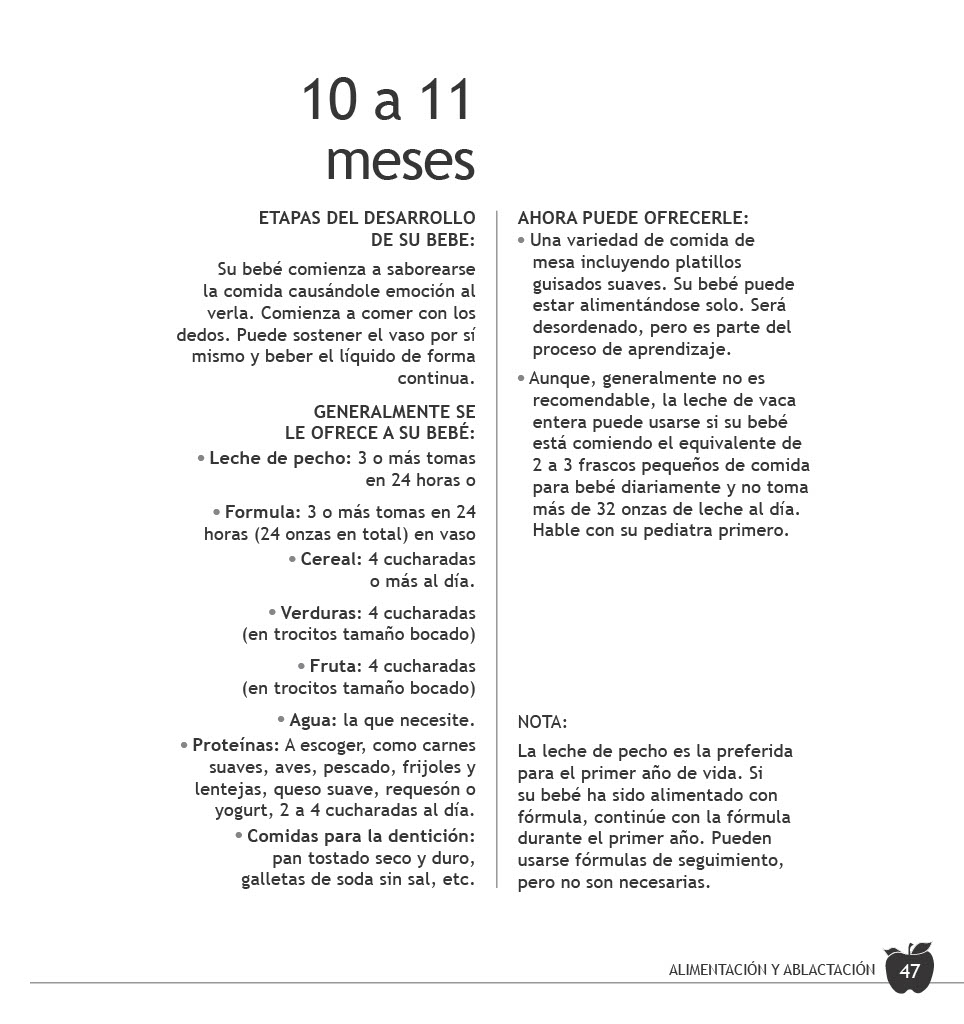 10 a 11
meses
ETAPAS DEL DESARROLLO
DE SU BEBE:
Su bebé comienza a saborearse
la comida causándole emoción al
verla. Comienza a comer con los
dedos. Puede sostener el vaso por sí
mismo y beber el líquido de forma
continua.
GENERALMENTE SE
LE OFRECE A SU BEBÉ:
• Leche de pecho: 3 o más tomas
en 24 horas o
• Formula: 3 o más tomas en 24
horas (24 onzas en total) en vaso
• Cereal: 4 cucharadas
o más al día.
• Verduras: 4 cucharadas
(en trocitos tamaño bocado)
• Fruta: 4 cucharadas
(en trocitos tamaño bocado)
• Agua: la que necesite.
• Proteínas: A escoger, como carnes
suaves, aves, pescado, frijoles y
lentejas, queso suave, requesón o
yogurt, 2 a 4 cucharadas al día.
• Comidas para la dentición:
pan tostado seco y duro,
galletas de soda sin sal, etc.
AHORA PUEDE OFRECERLE:
• Una variedad de comida de
mesa incluyendo platillos
guisados suaves. Su bebé puede
estar alimentándose solo. Será
desordenado, pero es parte del
proceso de aprendizaje.
• Aunque, generalmente no es
recomendable, la leche de vaca
entera puede usarse si su bebé
está comiendo el equivalente de
2 a 3 frascos pequeños de comida
para bebé diariamente y no toma
más de 32 onzas de leche al día.
Hable con su pediatra primero.
NOTA:
La leche de pecho es la preferida
para el primer año de vida. Si
su bebé ha sido alimentado con
fórmula, continúe con la fórmula
durante el primer año. Pueden
usarse fórmulas de seguimiento,
pero no son necesarias.
ALIMENTACIÓN Y ABLACTACIÓN 47